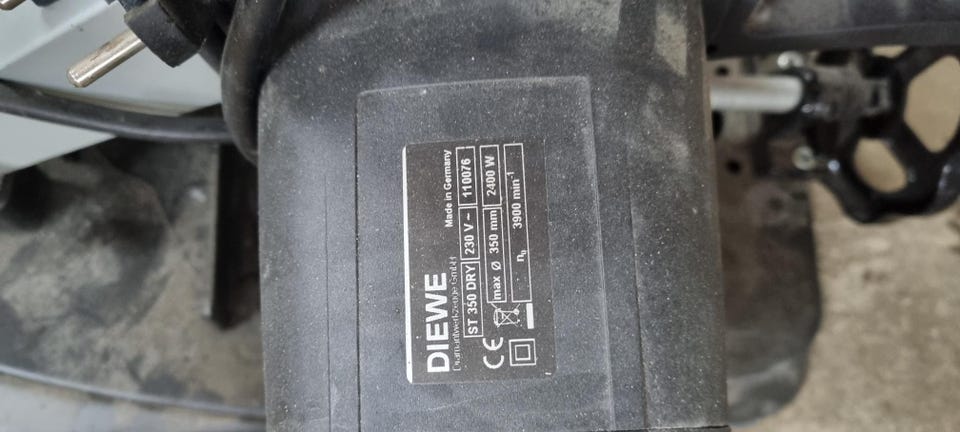 DIEWE
Diamantwerkzeuge GmbH Made in Germany
ST 350 DRY 230 V ~ 110076
CE max Ø 350 mm 2400 W
n₀ 3900 min⁻¹